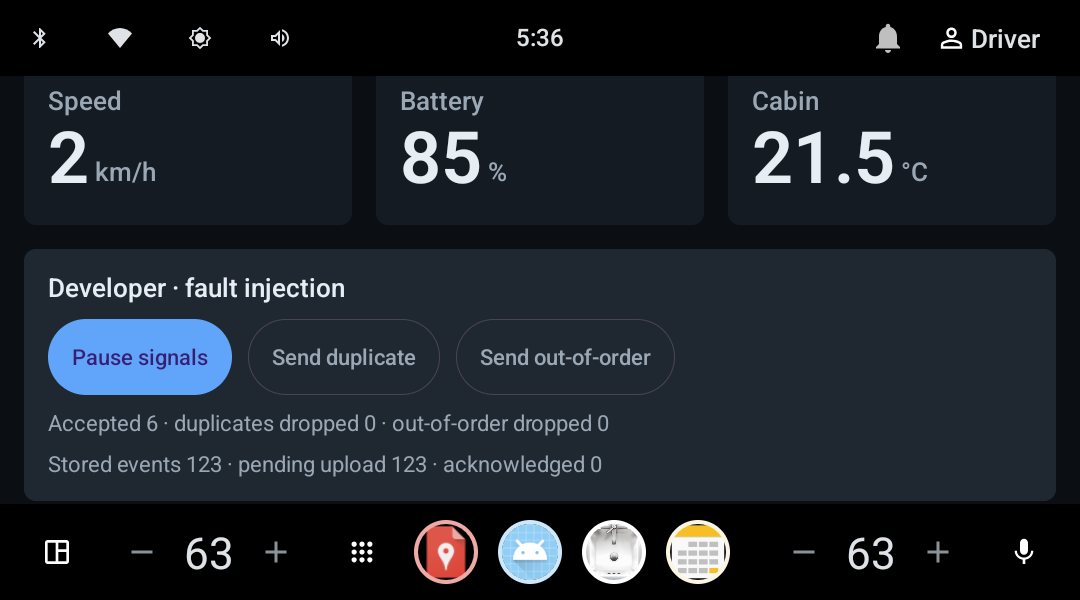 5:36
Driver
Speed
2 km/h
Battery
85 %
Cabin
21.5 °C
Developer · fault injection
Pause signals
Send duplicate
Send out-of-order
Accepted 6 · duplicates dropped 0 · out-of-order dropped 0
Stored events 123 · pending upload 123 · acknowledged 0
− 63 +
− 63 +